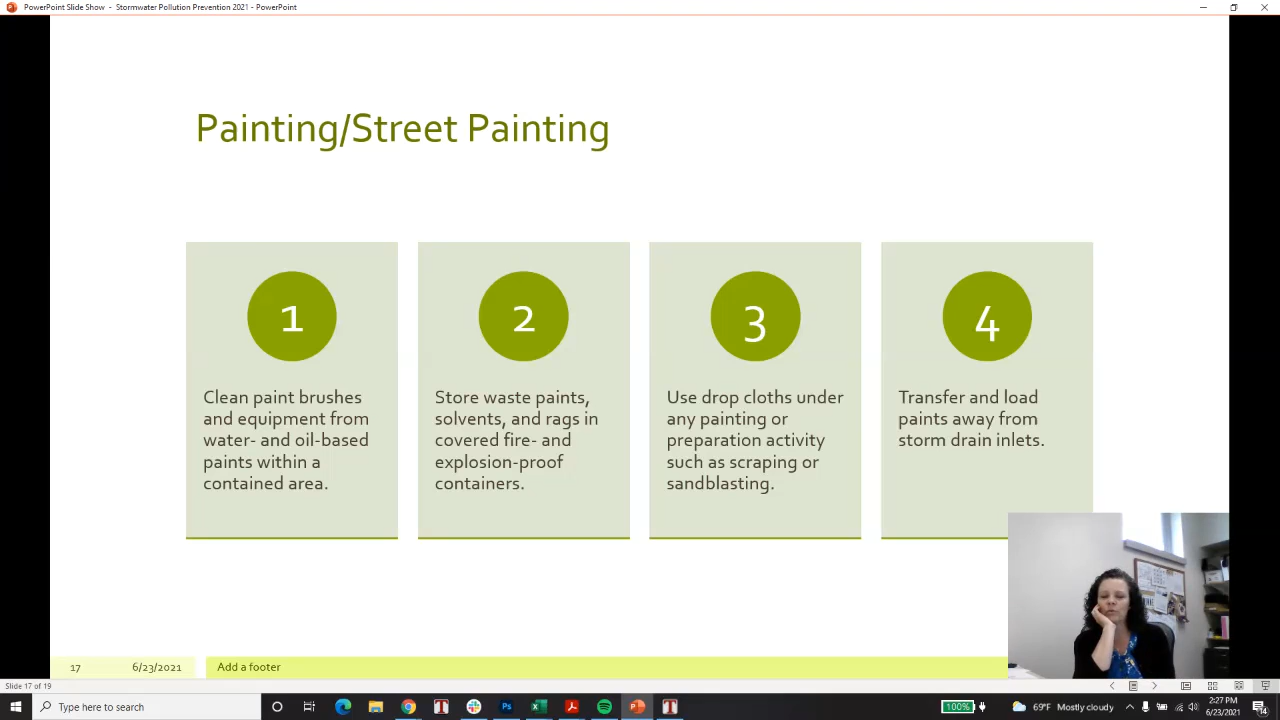 PowerPoint Slide Show - Stormwater Pollution Prevention 2021 - PowerPoint
Painting/Street Painting
1
Clean paint brushes
and equipment from
water- and oil-based
paints within a
contained area.
2
Store waste paints,
solvents, and rags in
covered fire- and
explosion-proof
containers.
3
Use drop cloths under
any painting or
preparation activity
such as scraping or
sandblasting.
4
Transfer and load
paints away from
storm drain inlets.
17 6/23/2021 Add a footer
Slide 17 of 19
Type here to search
100%
69°F Mostly cloudy
2:27 PM
6/23/2021
14